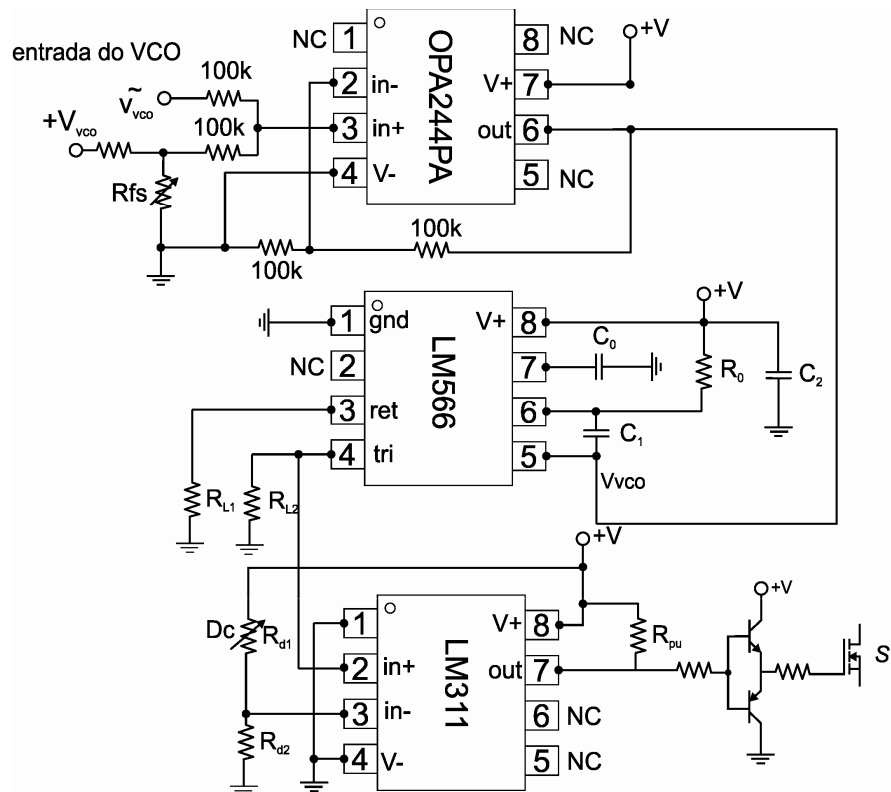 entrada do VCO
100k
ṽvco
+Vvco
100k
Rfs
NC 1
2 in-
3 in+
4 V-
OPA244PA
8 NC
V+ 7
out 6
5 NC
+V
100k
100k
1 gnd
NC 2
3 ret
4 tri
LM566
V+ 8
7
6
5
C0
+V
R0
C2
C1
Vvco
RL1
RL2
+V
Dc
Rd1
Rd2
1
2 in+
3 in-
4 V-
LM311
V+ 8
out 7
6 NC
5 NC
Rpu
+V
S